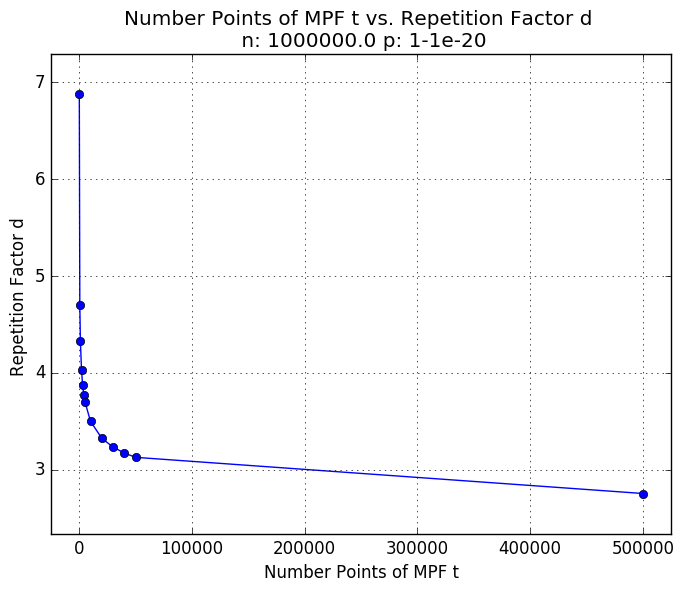 Number Points of MPF t vs. Repetition Factor d
n: 1000000.0 p: 1-1e-20
7
6
5
4
3
Repetition Factor d
0 100000 200000 300000 400000 500000
Number Points of MPF t